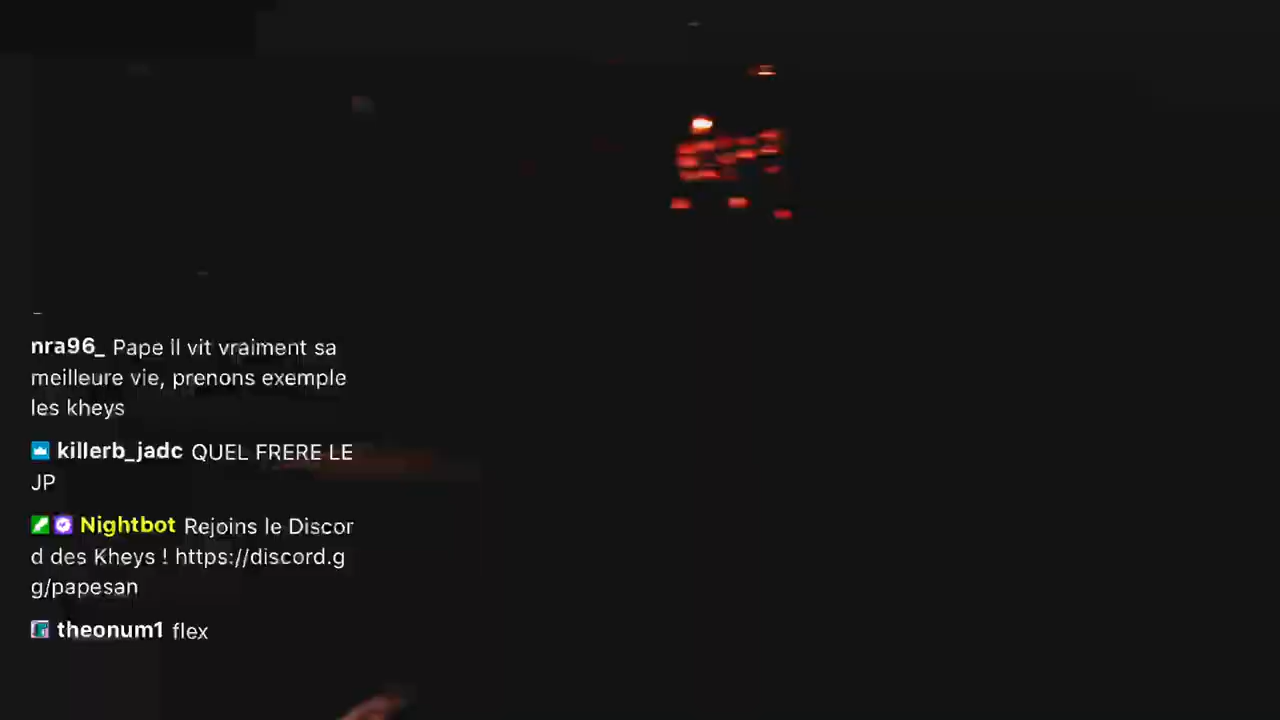 nra96_ Pape il vit vraiment sa
meilleure vie, prenons exemple
les kheys
killerb_jadc QUEL FRERE LE
JP
Nightbot Rejoins le Discor
d des Kheys ! https://discord.g
g/papesan
theonum1 flex